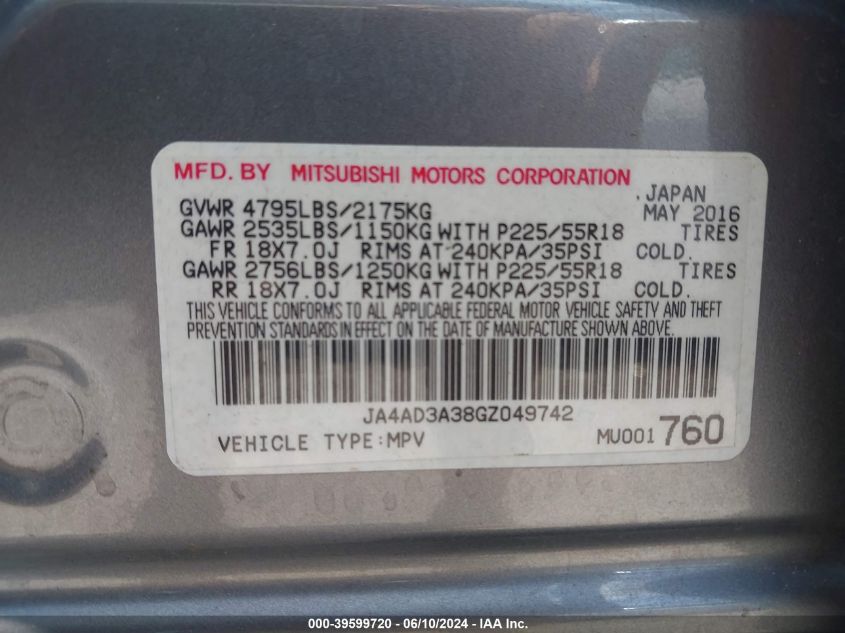 MFD. BY MITSUBISHI MOTORS CORPORATION
, JAPAN
GVWR 4795LBS/2175KG MAY 2016
GAWR 2535LBS/1150KG WITH P225/55R18 TIRES
FR 18X7.0J RIMS AT 240KPA/35PSI COLD.
GAWR 2756LBS/1250KG WITH P225/55R18 TIRES
RR 18X7.0J RIMS AT 240KPA/35PSI COLD.
THIS VEHICLE CONFORMS TO ALL APPLICABLE FEDERAL MOTOR VEHICLE SAFETY AND THEFT
PREVENTION STANDARDS IN EFFECT ON THE DATE OF MANUFACTURE SHOWN ABOVE.
JA4AD3A38GZ049742
VEHICLE TYPE:MPV MU001760
000-39599720 - 06/10/2024 - IAA Inc.